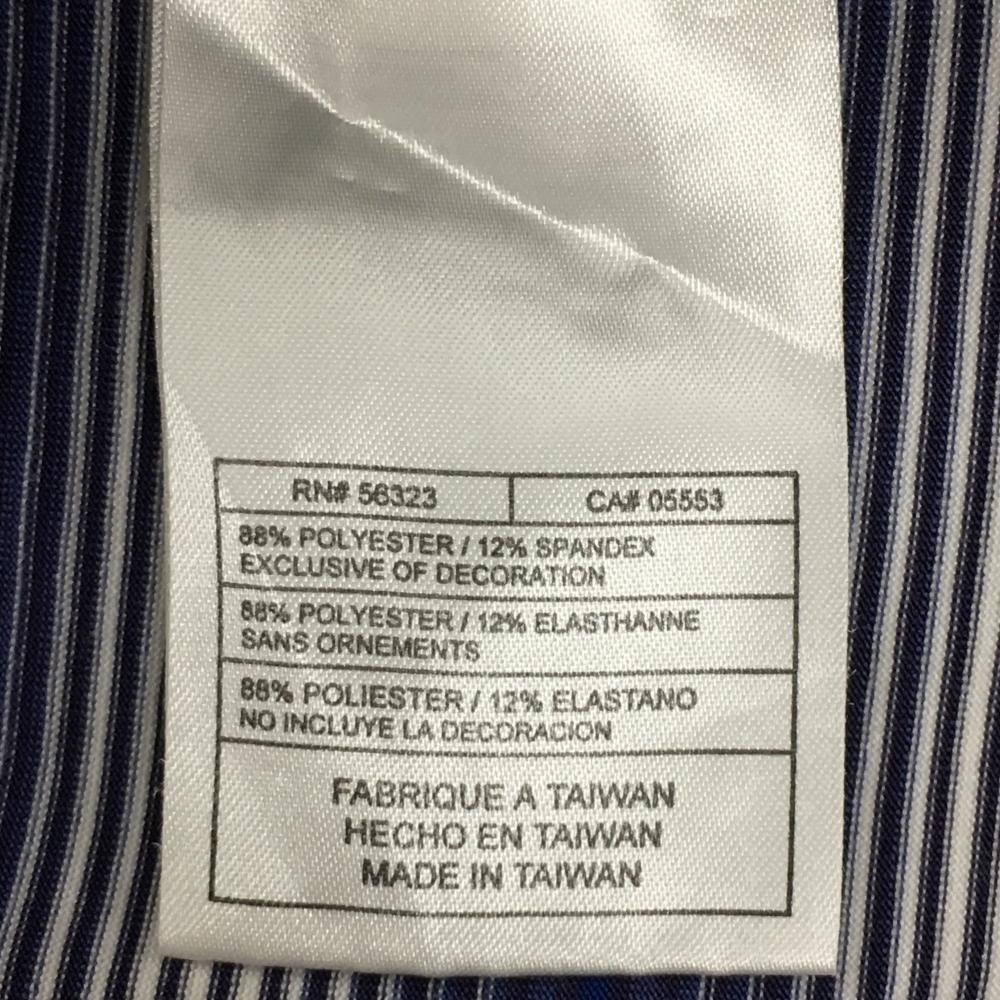 RN# 56323
CA# 05553
88% POLYESTER / 12% SPANDEX
EXCLUSIVE OF DECORATION
88% POLYESTER / 12% ELASTHANNE
SANS ORNEMENTS
88% POLIESTER / 12% ELASTANO
NO INCLUYE LA DECORACION
FABRIQUE A TAIWAN
HECHO EN TAIWAN
MADE IN TAIWAN